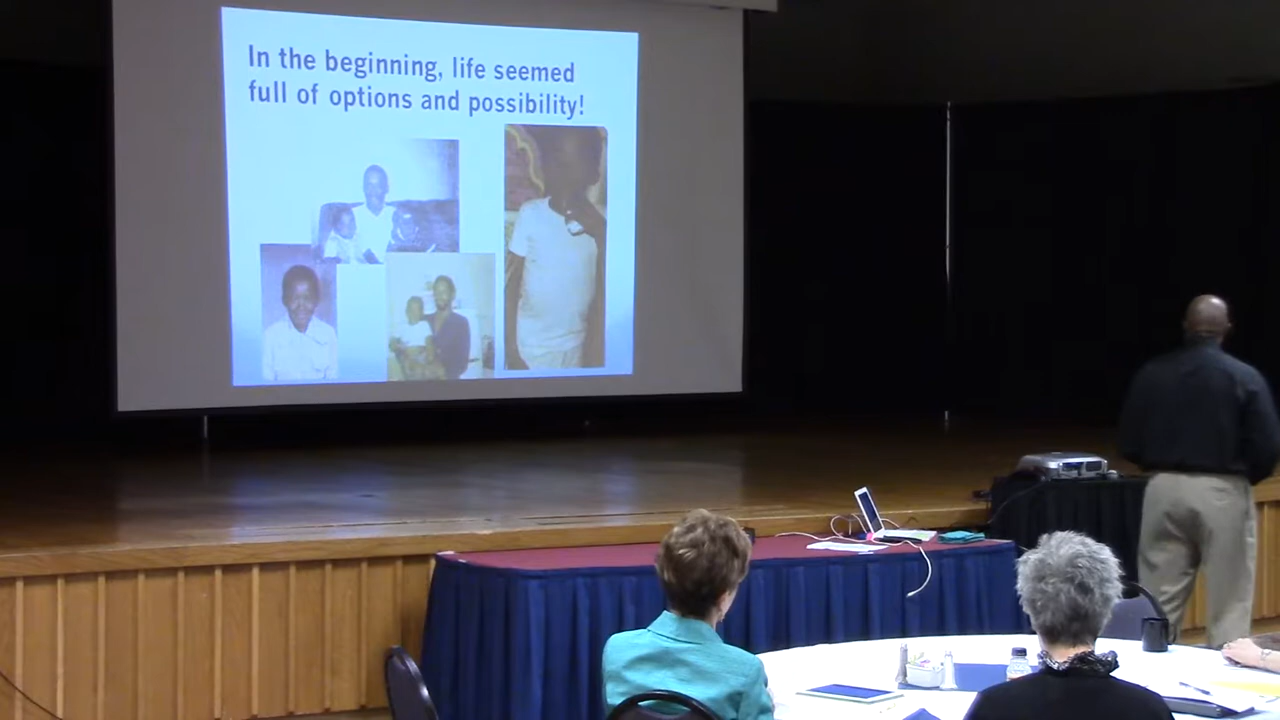 In the beginning, life seemed
full of options and possibility!